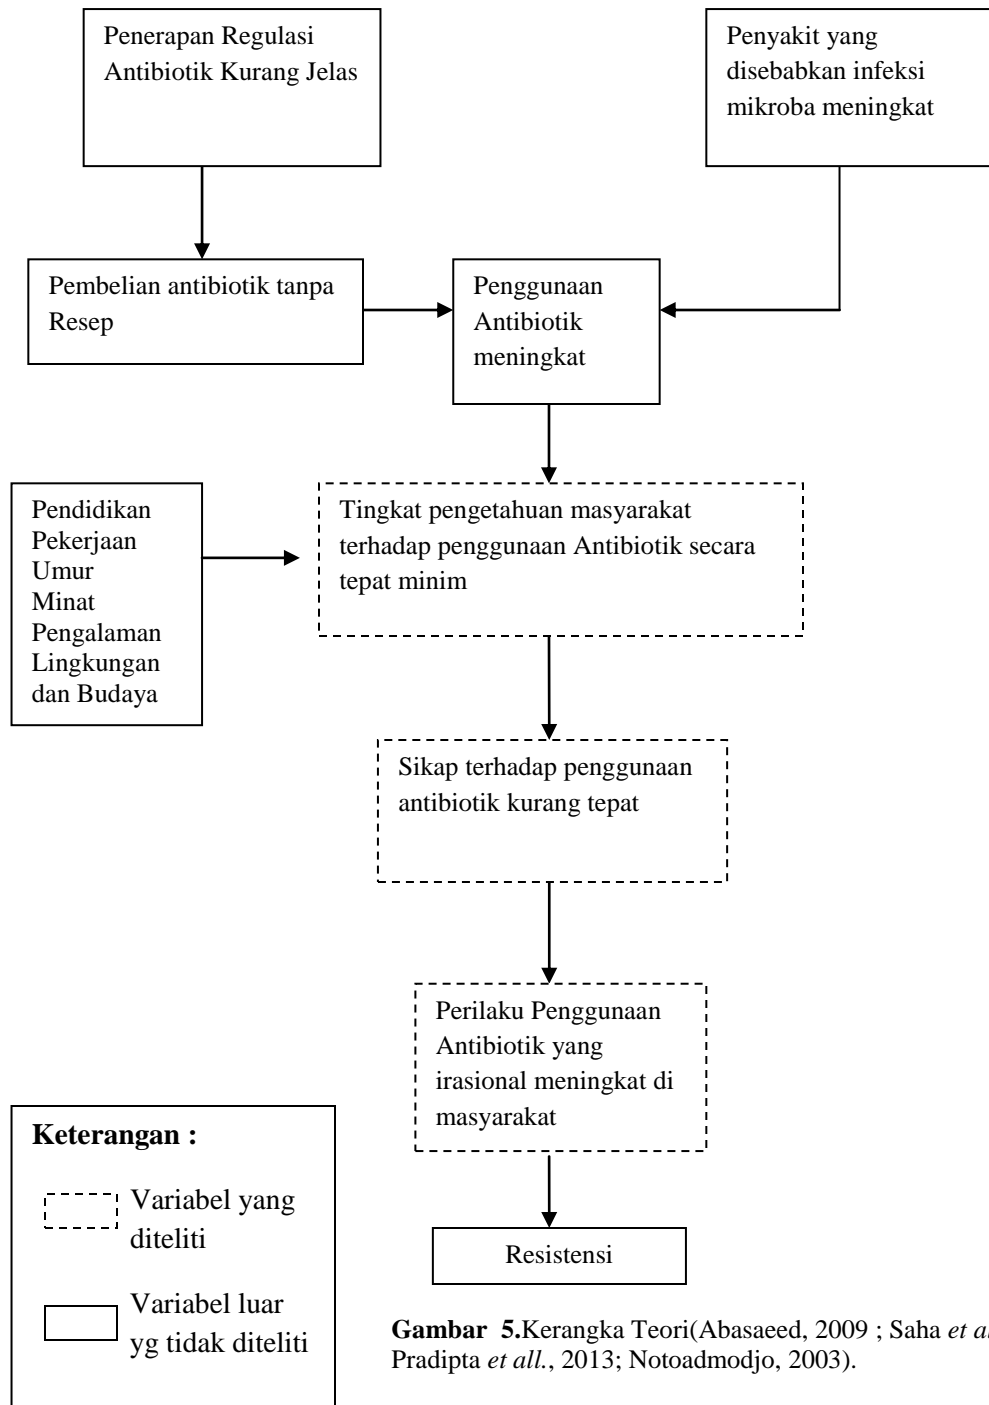 Penerapan Regulasi
Antibiotik Kurang Jelas
Penyakit yang
disebabkan infeksi
mikroba meningkat
Pembelian antibiotik tanpa
Resep
Penggunaan
Antibiotik
meningkat
Pendidikan
Pekerjaan
Umur
Minat
Pengalaman
Lingkungan
dan Budaya
Tingkat pengetahuan masyarakat
terhadap penggunaan Antibiotik secara
tepat minim
Sikap terhadap penggunaan
antibiotik kurang tepat
Perilaku Penggunaan
Antibiotik yang
irasional meningkat di
masyarakat
Resistensi
Keterangan :
Variabel yang
diteliti
Variabel luar
yg tidak diteliti
Gambar 5.Kerangka Teori(Abasaeed, 2009 ; Saha et
Pradipta et all., 2013; Notoadmodjo, 2003).